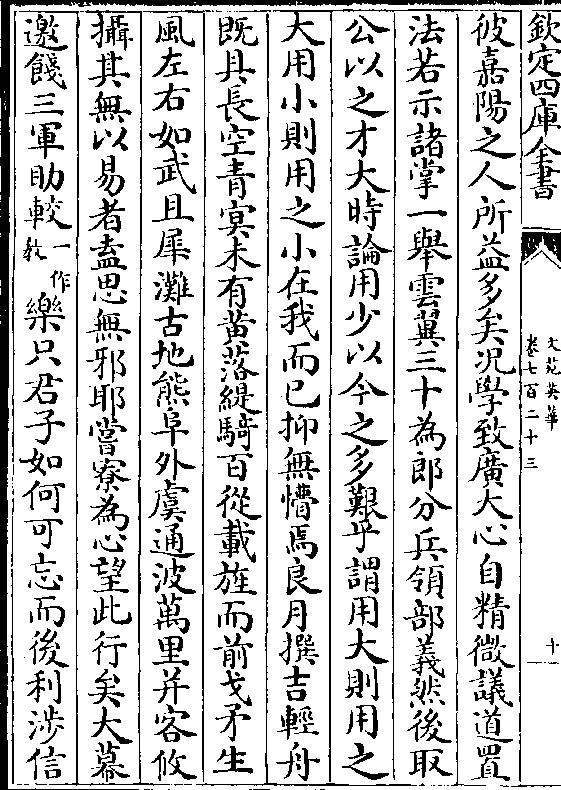 欽定四庫全書
文苑英華
卷七百二十三
十一
彼嘉陽之人所益多矣况學致廣大心自精微議道置
法若示諸掌一舉雲翼三十為郎分兵領部義然後取
公以之才大時論用少以今之多艱乎謂用大則用之
大用小則用之小在我而已抑無懵焉良月撰吉輕舟
既具長空青寞未有黄落緹騎百從載旌而前戈矛生
風左右如武且犀灘古地熊阜外虞通波萬里并客攸
攝其無以易者盍思無邪耶嘗寮為心望此行矣大幕
邀餞三軍助較一作教樂只君子如何可忘而後利涉信